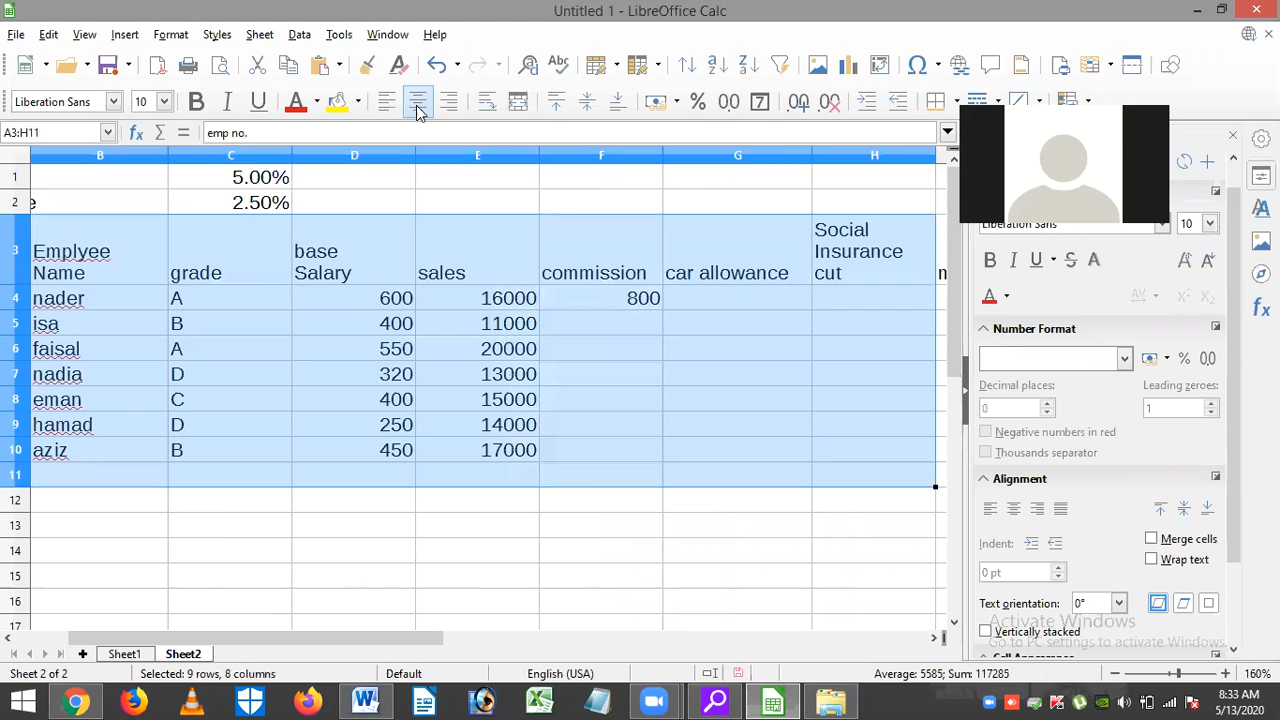 Untitled 1 - LibreOffice Calc
File Edit View Insert Format Styles Sheet Data Tools Window Help
Liberation Sans 10
A3:H11 emp no.
B C D E F G H
1 5.00%
2 e 2.50%
3 Emplyee Name grade base Salary sales commission car allowance Social Insurance cut
4 nader A 600 16000 800
5 isa B 400 11000
6 faisal A 550 20000
7 nadia D 320 13000
8 eman C 400 15000
9 hamad D 250 14000
10 aziz B 450 17000
11
12
13
14
15
16
17
Liberation Sans 10
Number Format
Decimal places: Leading zeroes:
0 1
Negative numbers in red
Thousands separator
Alignment
Indent: Merge cells
0 pt Wrap text
Text orientation: 0°
Vertically stacked
Activate Windows
Go to PC settings to activate Windows.
Sheet1 Sheet2
Sheet 2 of 2 Selected: 9 rows, 8 columns Default English (USA) Average: 5585; Sum: 117285 160%
8:33 AM
5/13/2020